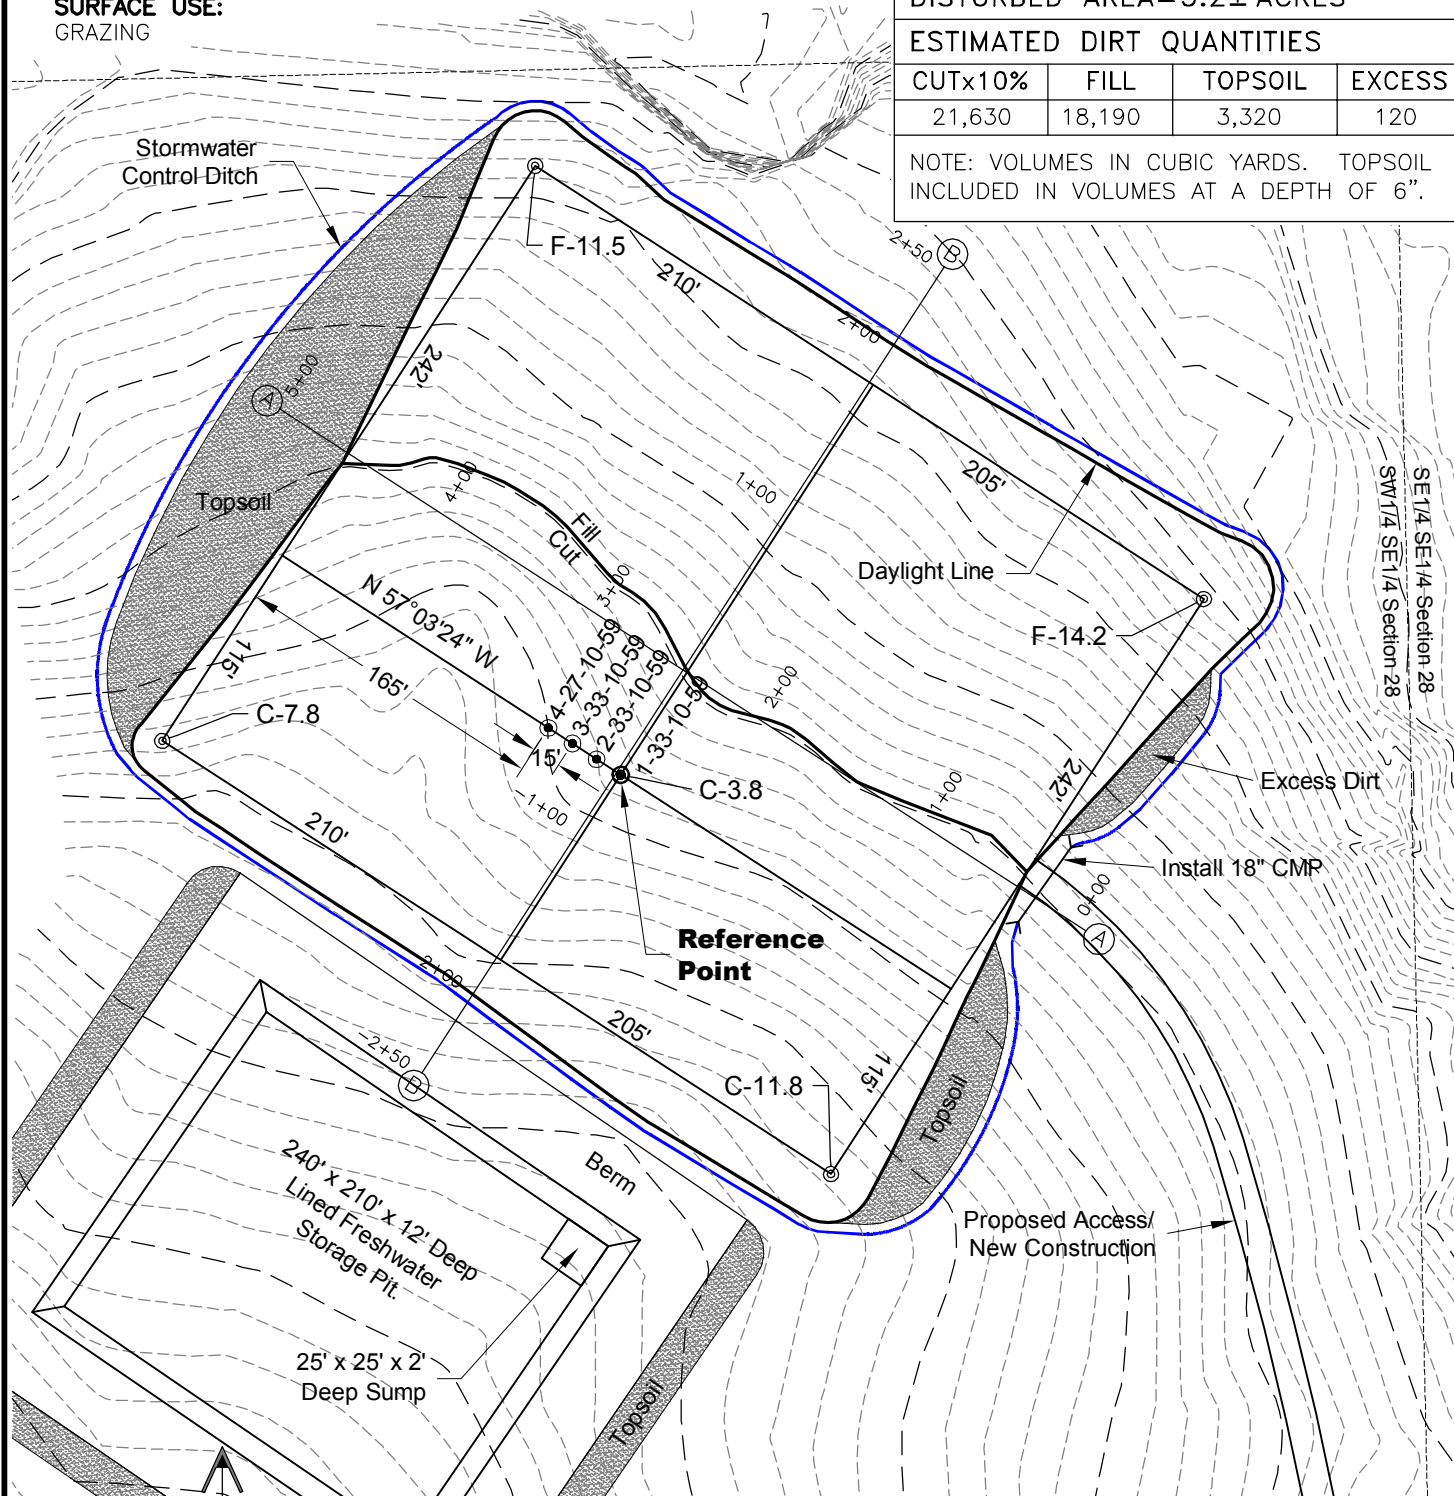 SURFACE USE:
GRAZING
DISTURBED AREA=5.2± ACRES
ESTIMATED DIRT QUANTITIES
CUTx10% FILL TOPSOIL EXCESS
21,630 18,190 3,320 120
NOTE: VOLUMES IN CUBIC YARDS. TOPSOIL
INCLUDED IN VOLUMES AT A DEPTH OF 6".
Stormwater
Control Ditch
F-11.5
210'
2+50
B
2+00
242'
A
5+00
Topsoil
4+00
Fill
Cut
1+00
205'
Daylight Line
SW1/4 SE1/4 Section 28
SE1/4 SE1/4 Section 28
3+00
N 57°03'24" W
165'
115'
C-7.8
4-27-10-59
3-33-10-59
2-33-10-59
1-33-10-59
15'
C-3.8
-1+00
F-14.2
2+00
242'
1+00
Excess Dirt
Install 18" CMP
0+00
A
210'
Reference
Point
-2+00
205'
-2+50
B
C-11.8
115'
Topsoil
Berm
240' x 210' x 12' Deep
Lined Freshwater
Storage Pit.
25' x 25' x 2'
Deep Sump
Topsoil
Proposed Access/
New Construction